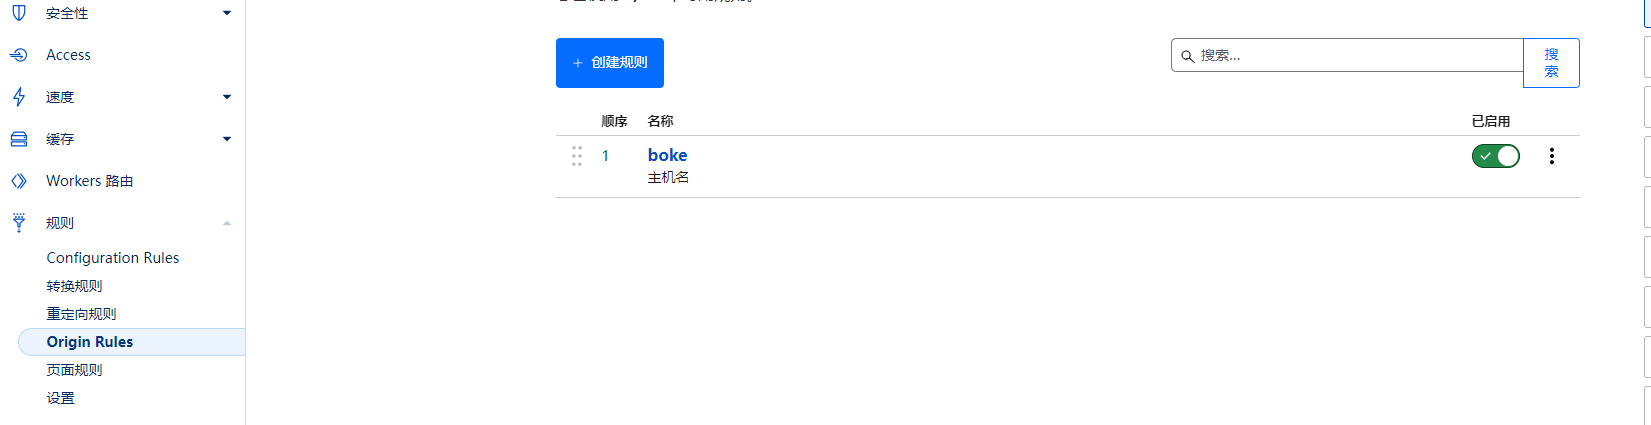 安全性
Access
速度
缓存
Workers 路由
规则
Configuration Rules
转换规则
重定向规则
Origin Rules
页面规则
设置
+ 创建规则
搜索...
搜
索
顺序 名称 已启用
1 boke
主机名